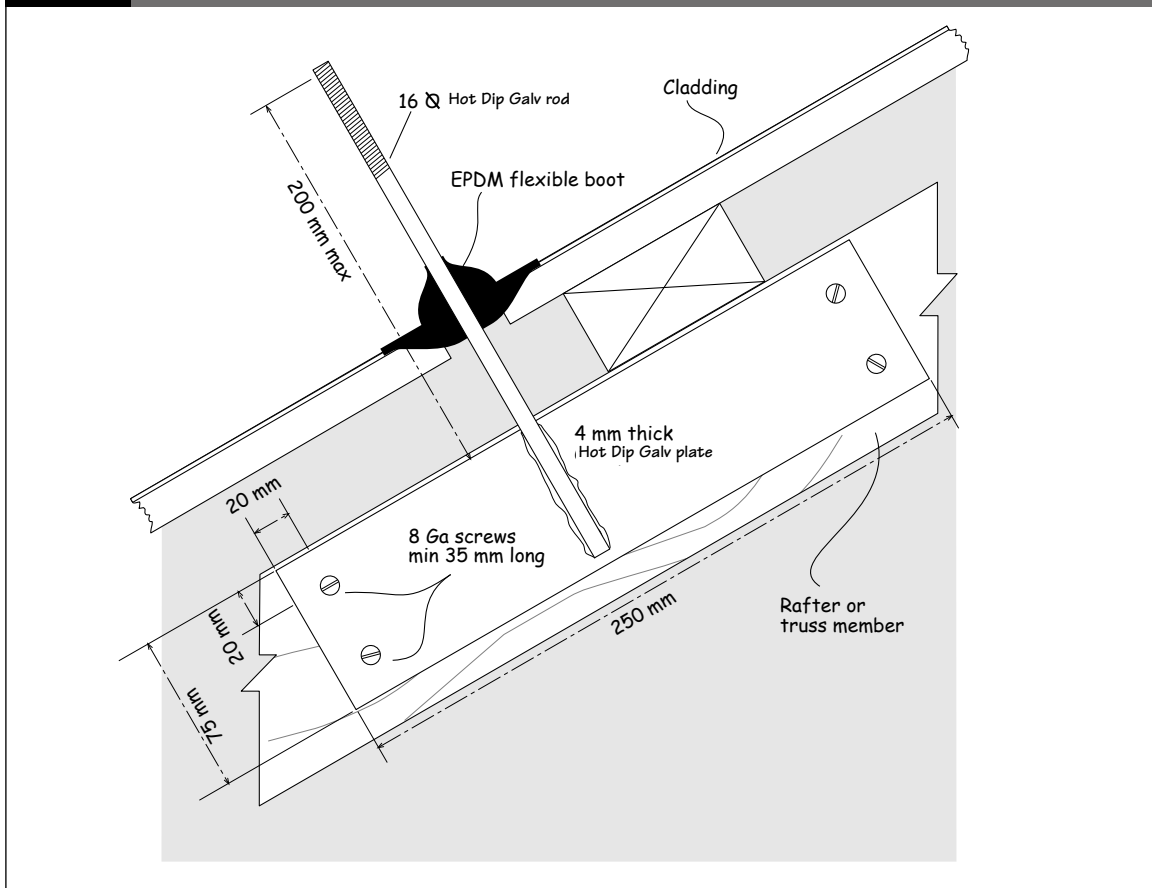 16 Ø Hot Dip Galv rod
Cladding
EPDM flexible boot
200 mm max
4 mm thick
Hot Dip Galv plate
20 mm
8 Ga screws
min 35 mm long
20 mm
250 mm
Rafter or
truss member
75 mm